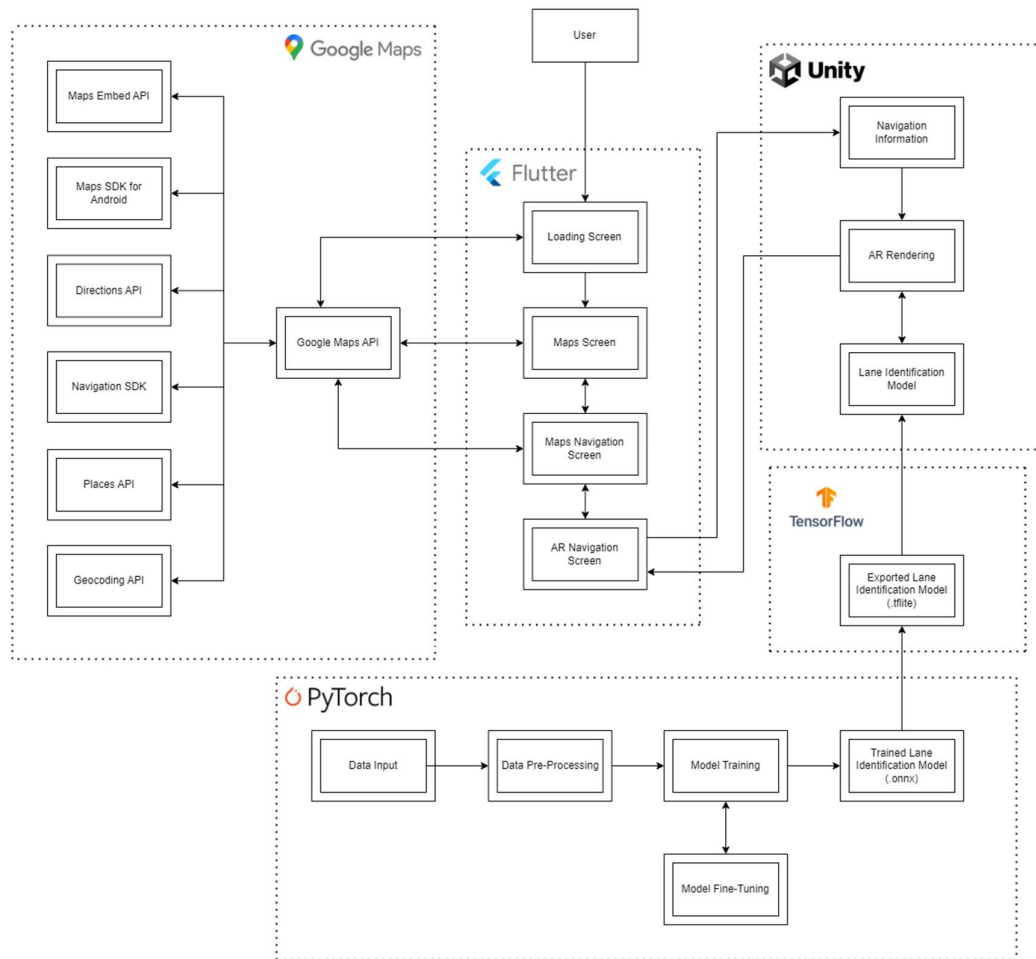 Google Maps
Maps Embed API
Maps SDK for
Android
Directions API
Navigation SDK
Places API
Geocoding API
Google Maps API
User
Flutter
Loading Screen
Maps Screen
Maps Navigation
Screen
AR Navigation
Screen
Unity
Navigation
Information
AR Rendering
Lane Identification
Model
TensorFlow
Exported Lane
Identification Model
(.tflite)
PyTorch
Data Input
Data Pre-Processing
Model Training
Trained Lane
Identification Model
(.onnx)
Model Fine-Tuning